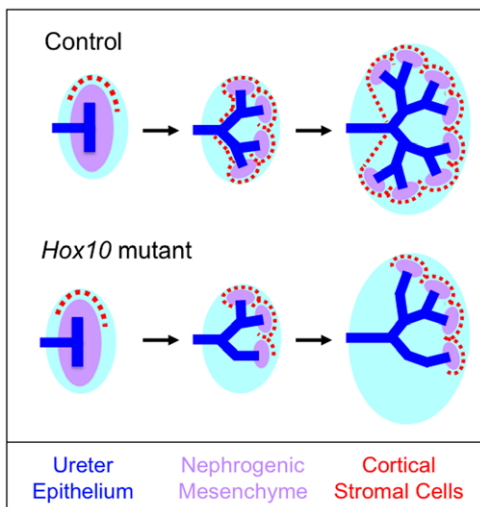 Control
Hox10 mutant
Ureter Nephrogenic Cortical
Epithelium Mesenchyme Stromal Cells